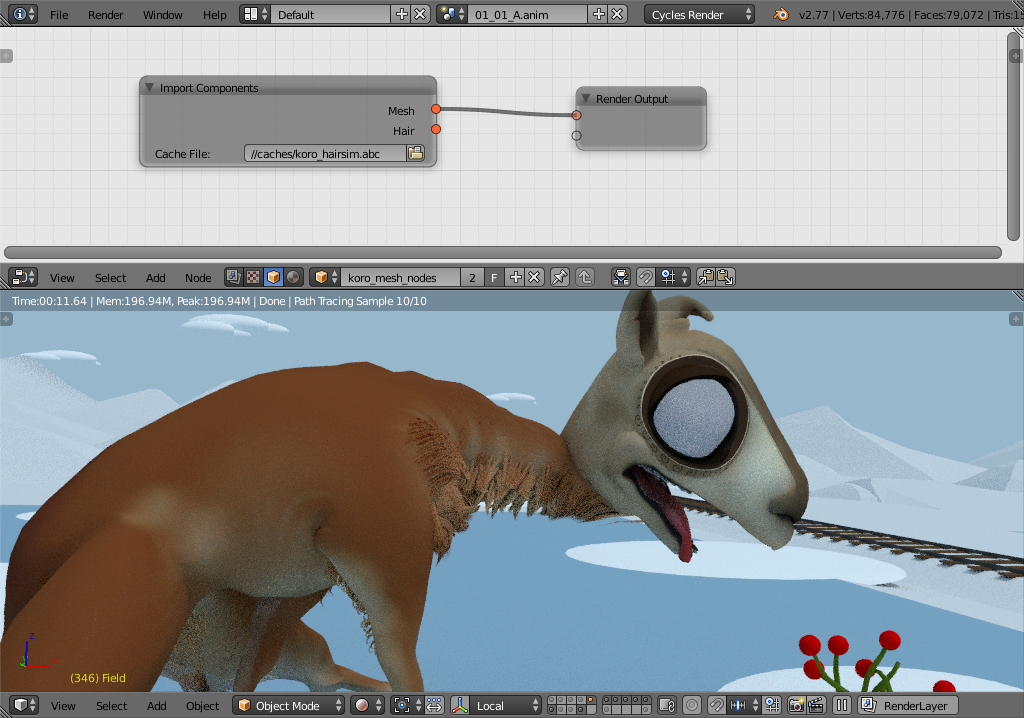 File Render Window Help Default 01_01_A.anim Cycles Render v2.77 | Verts:84,776 | Faces:79,072 | Tris:1
Import Components
Mesh
Hair
Cache File: //caches/koro_hairsim.abc
Render Output
View Select Add Node koro_mesh_nodes 2 F
Time:00:11.64 | Mem:196.94M, Peak:196.94M | Done | Path Tracing Sample 10/10
z
(346) Field
View Select Add Object Object Mode Local RenderLayer